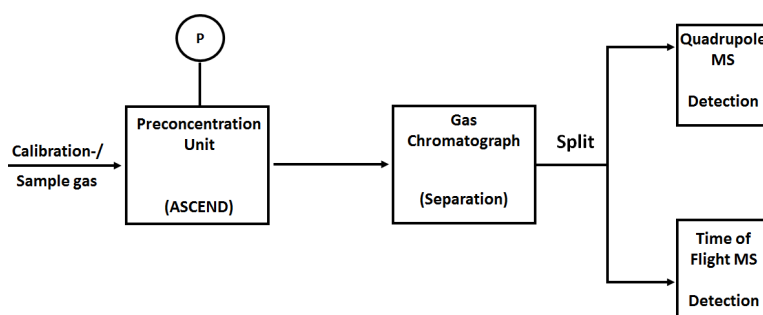 P
Calibration-/
Sample gas
Preconcentration
Unit
(ASCEND)
Gas
Chromatograph
(Separation)
Split
Quadrupole
MS
Detection
Time of
Flight MS
Detection